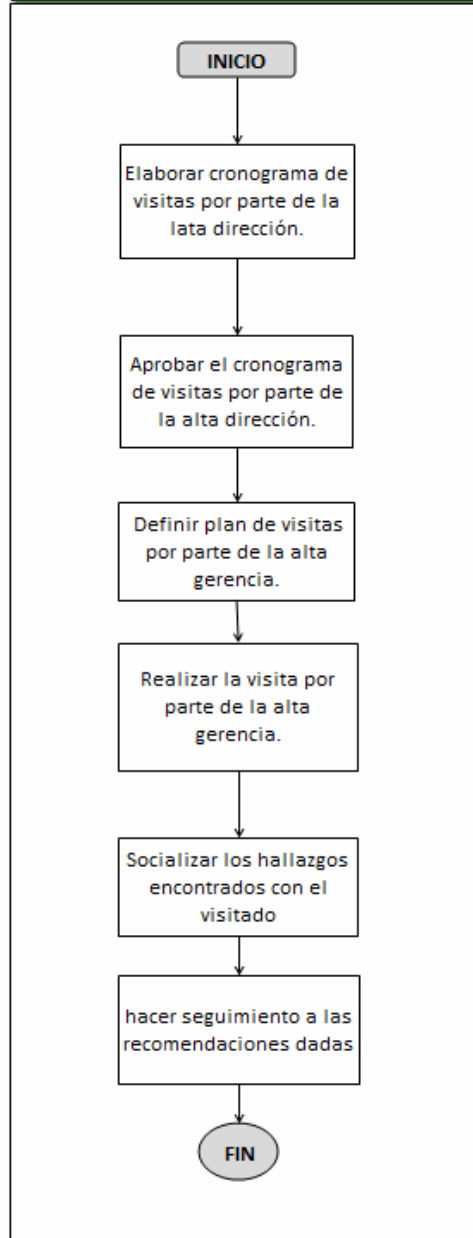 INICIO
Elaborar cronograma de
visitas por parte de la
lata dirección.
Aprobar el cronograma
de visitas por parte de
la alta dirección.
Definir plan de visitas
por parte de la alta
gerencia.
Realizar la visita por
parte de la alta
gerencia.
Socializar los hallazgos
encontrados con el
visitado
hacer seguimiento a las
recomendaciones dadas
FIN